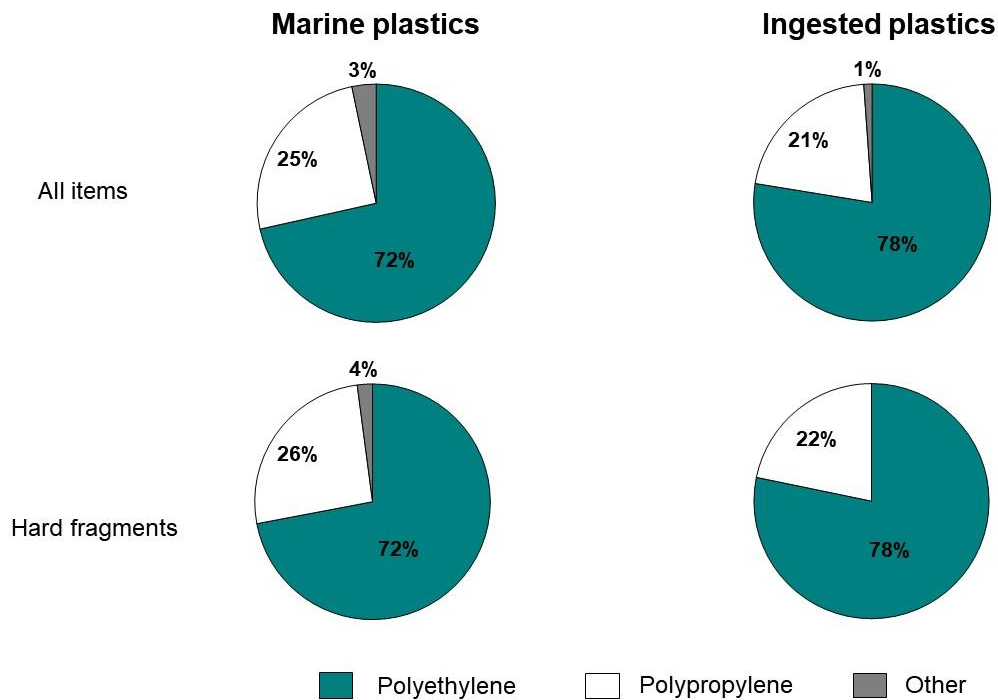 Marine plastics
Ingested plastics
3%
1%
25%
21%
All items
72%
78%
4%
26%
22%
Hard fragments
72%
78%
Polyethylene
Polypropylene
Other